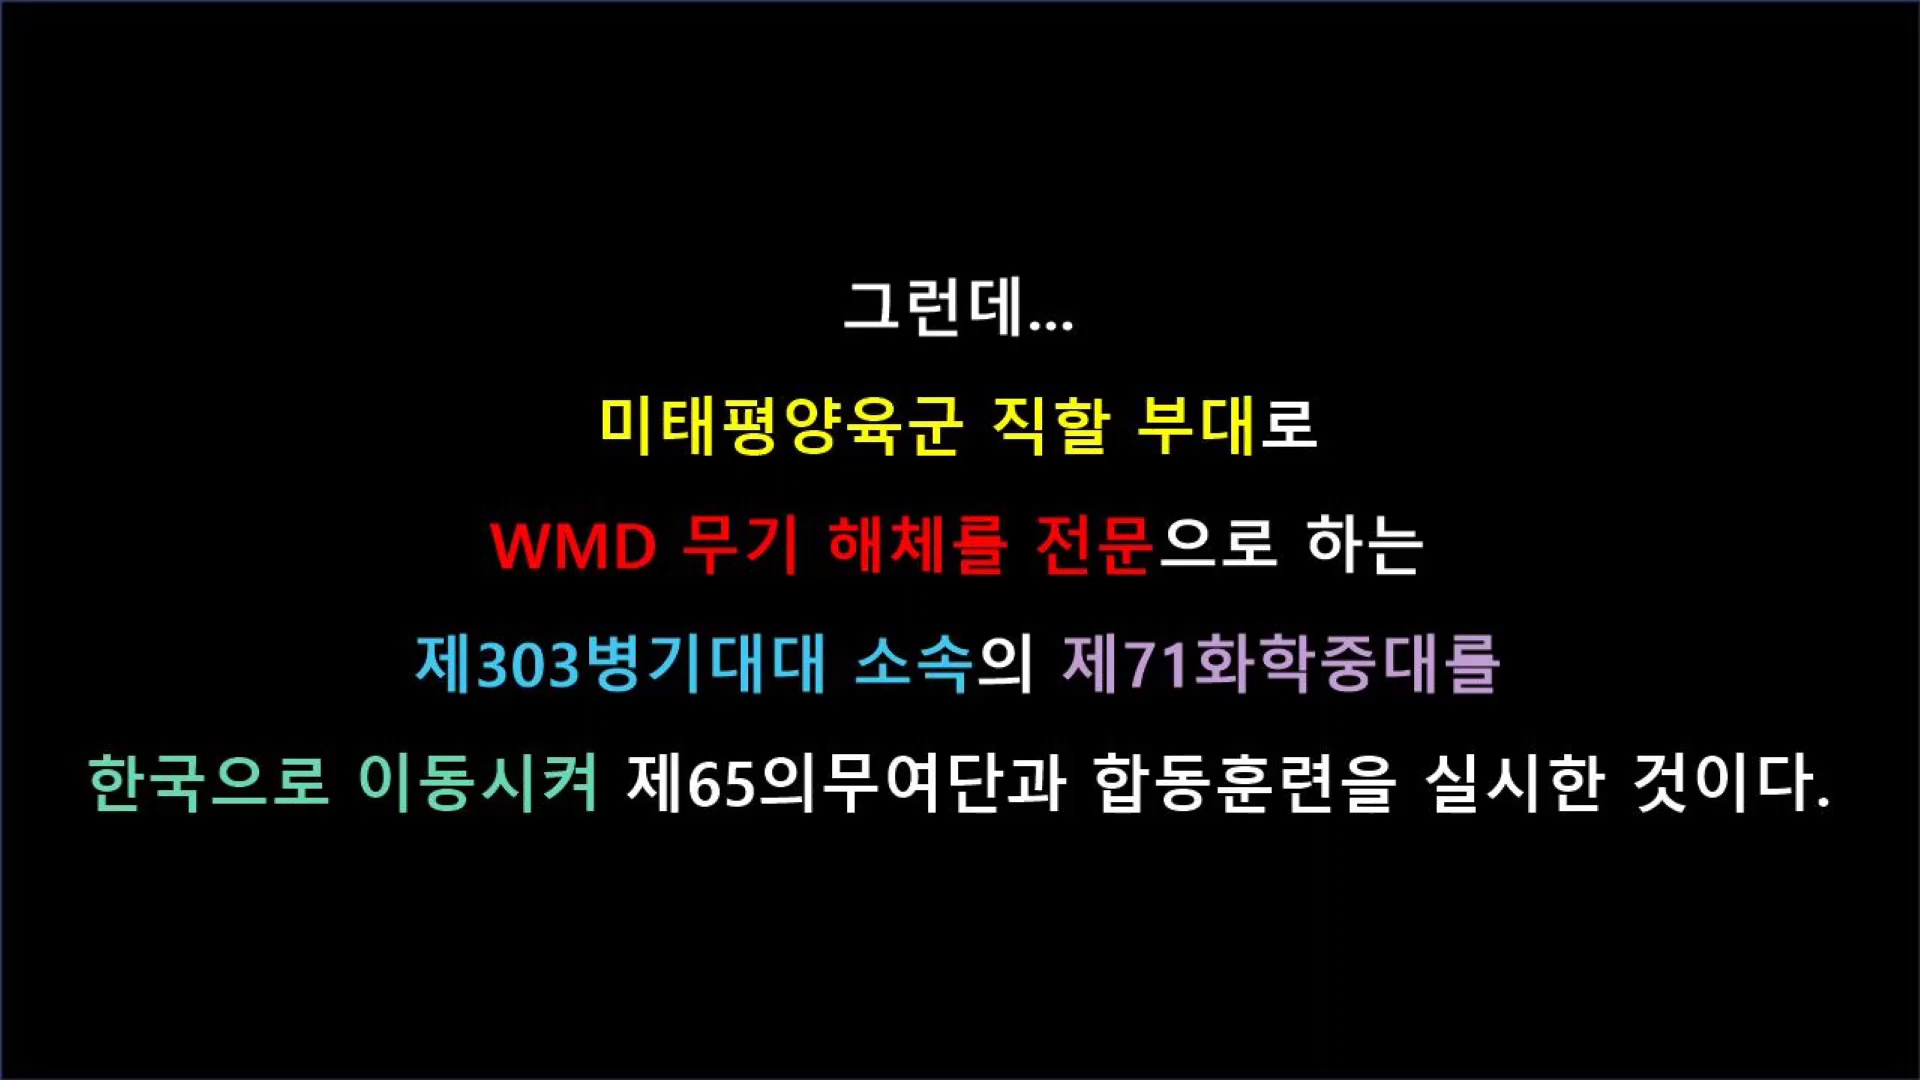 그런데...
미태평양육군 직할 부대로
WMD 무기 해체를 전문으로 하는
제303병기대대 소속의 제71화학중대를
한국으로 이동시켜 제65의무여단과 합동훈련을 실시한 것이다.